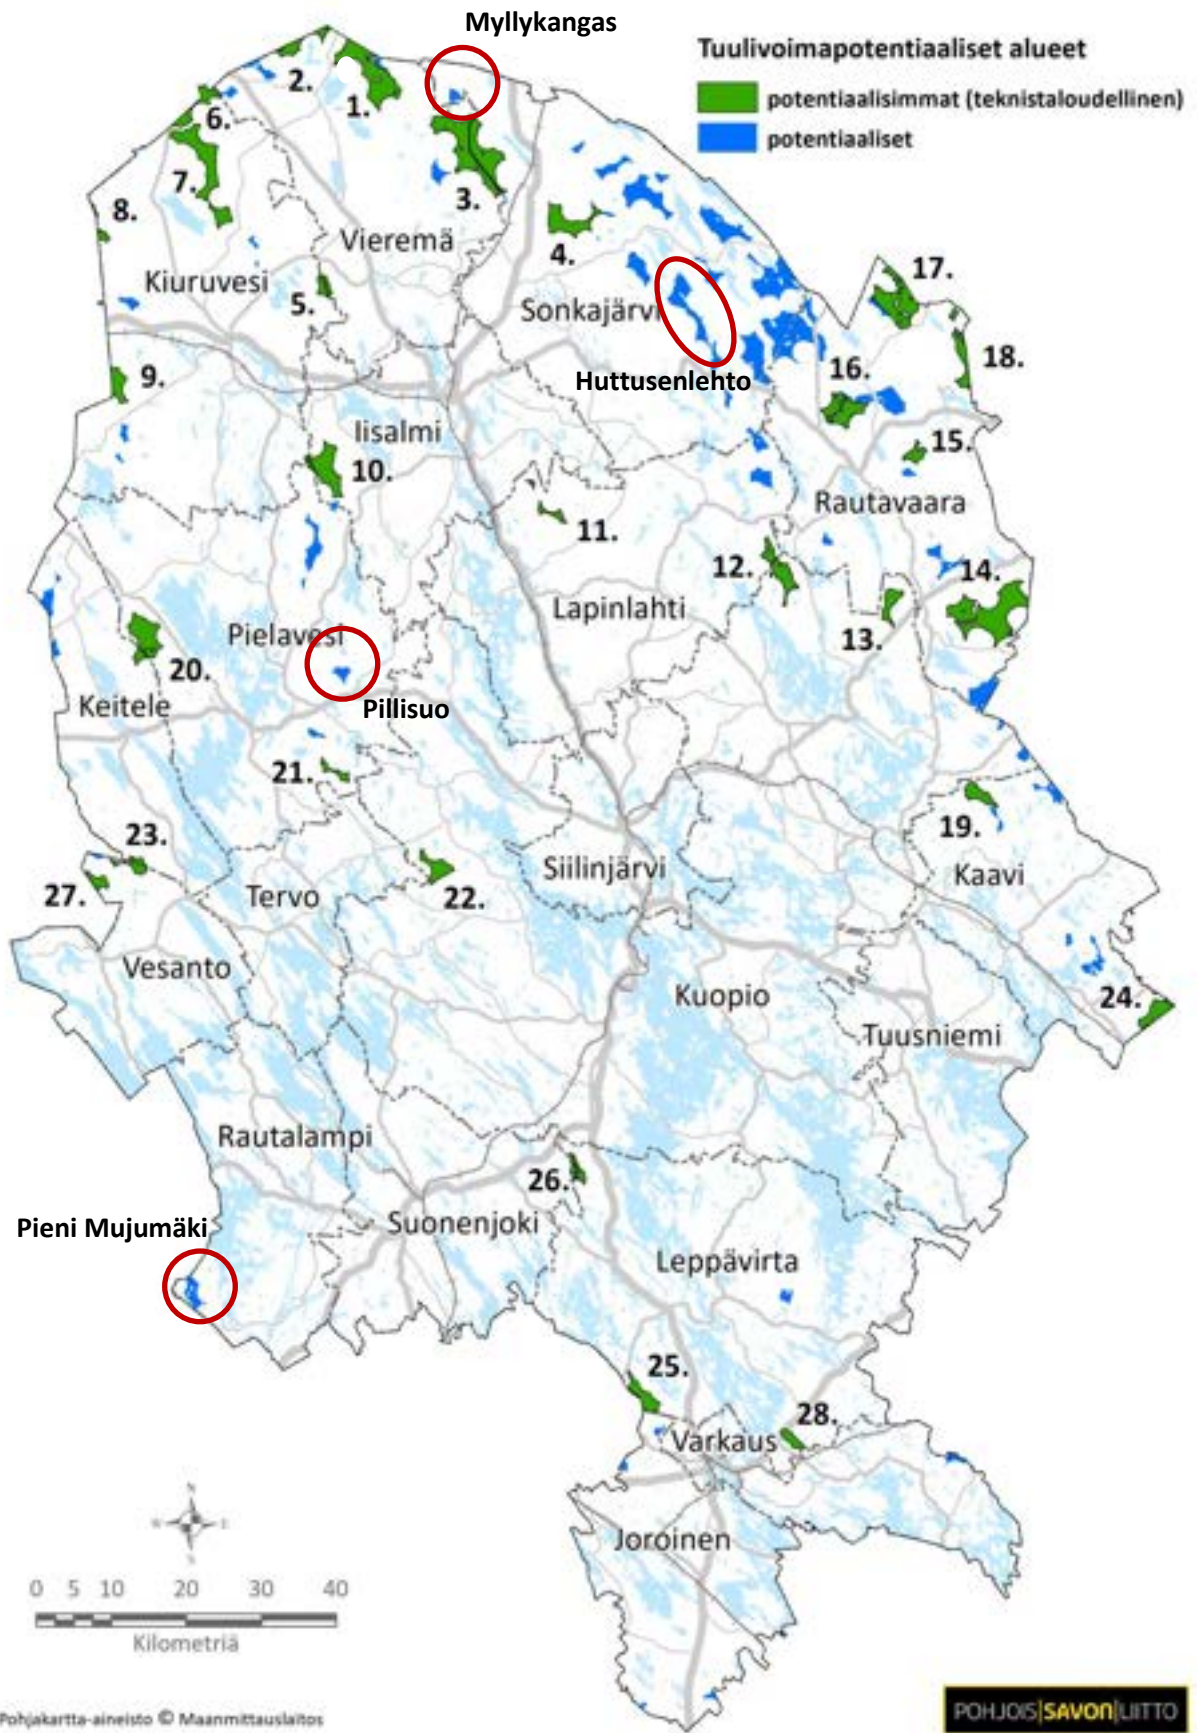 Myllykangas
Tuulivoimapotentiaaliset alueet
potentiaalisimmat (teknistaloudellinen)
potentiaaliset
2.
1.
6.
7.
3.
8.
4.
Vieremä
Kiuruvesi
5.
Sonkajärvi
17.
18.
16.
Huttusenlehto
9.
Iisalmi
15.
10.
Rautavaara
11.
12.
14.
Lapinlahti
13.
Pielavesi
20.
Keitele
Pillisuo
21.
19.
23.
Siilinjärvi
Kaavi
27.
Tervo
22.
Vesanto
Kuopio
24.
Tuusniemi
Rautalampi
26.
Suonenjoki
Pieni Mujumäki
Leppävirta
25.
28.
Varkaus
Joroinen
N
W E
S
0 5 10 20 30 40
Kilometriä
Pohjakartta-aineisto © Maanmittauslaitos
POHJOIS|SAVON|LIITTO